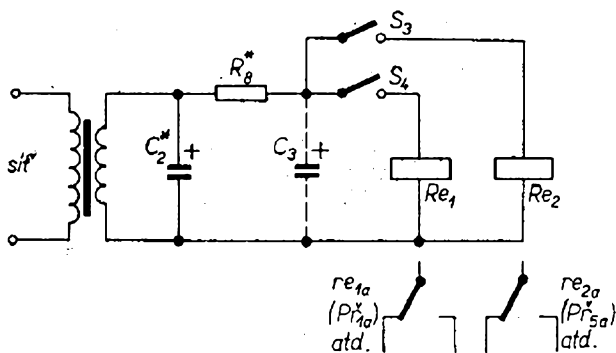 S₃
R₈*
S₄
síť
C₂* +
C₃ +
Re₁
Re₂
re₁ₐ
(Př₁ₐ)
atd.
re₂ₐ
(Př₅ₐ)
atd.